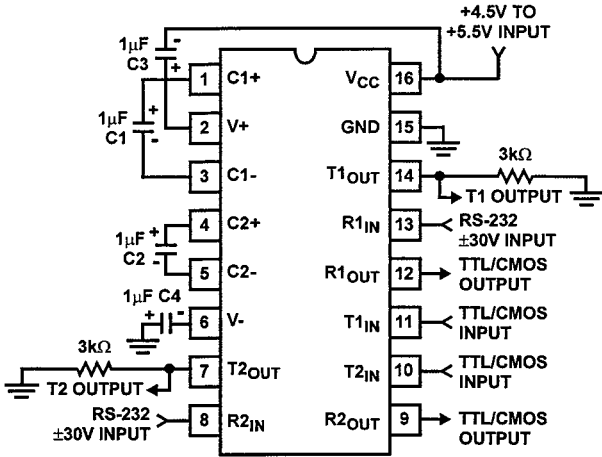 +4.5V TO
+5.5V INPUT
1µF
C3
-
+
1 C1+
VCC 16
1µF
C1
+
-
2 V+
GND 15
3 C1-
T1OUT 14
3kΩ
T1 OUTPUT
4 C2+
R1IN 13
RS-232
±30V INPUT
1µF
C2
+
-
5 C2-
R1OUT 12
TTL/CMOS
OUTPUT
1µF C4
+ -
6 V-
T1IN 11
TTL/CMOS
INPUT
3kΩ
T2 OUTPUT
7 T2OUT
T2IN 10
TTL/CMOS
INPUT
RS-232
±30V INPUT
8 R2IN
R2OUT 9
TTL/CMOS
OUTPUT